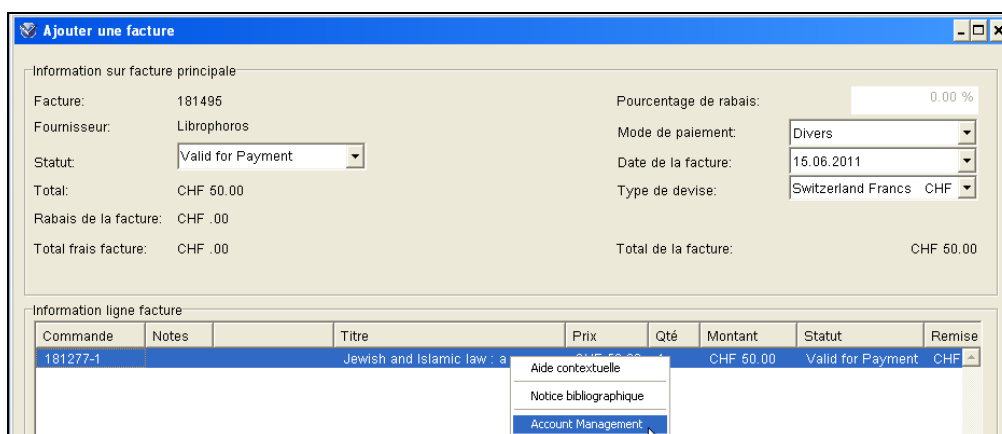 Ajouter une facture
Information sur facture principale
Facture: 181495 Pourcentage de rabais: 0.00 %
Fournisseur: Librophoros Mode de paiement: Divers
Statut: Valid for Payment Date de la facture: 15.06.2011
Total: CHF 50.00 Type de devise: Switzerland Francs CHF
Rabais de la facture: CHF .00
Total frais facture: CHF .00 Total de la facture: CHF 50.00
Information ligne facture
Commande Notes Titre Prix Qté Montant Statut Remise
181277-1 Jewish and Islamic law : a CHF 50.00 CHF 50.00 Valid for Payment CHF
Aide contextuelle
Notice bibliographique
Account Management